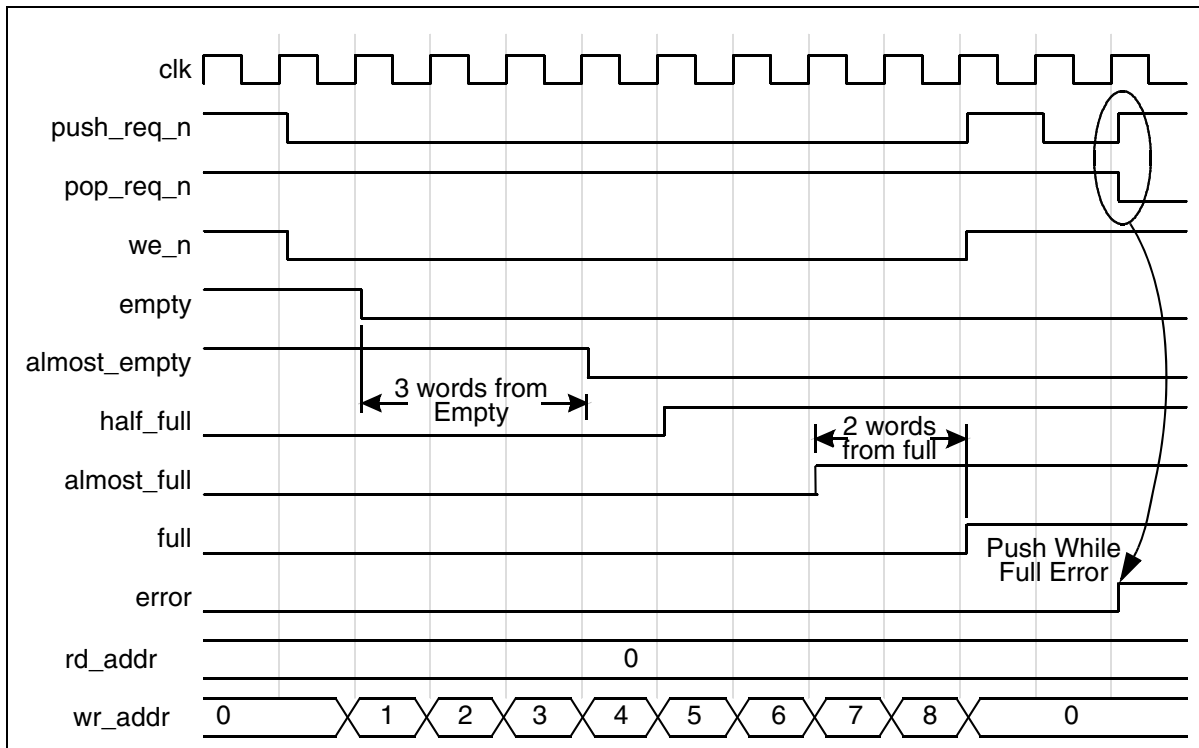 clk
push_req_n
pop_req_n
we_n
empty
almost_empty
3 words from
Empty
half_full
2 words
from full
almost_full
full
Push While
Full Error
error
rd_addr
0
wr_addr
0 1 2 3 4 5 6 7 8 0